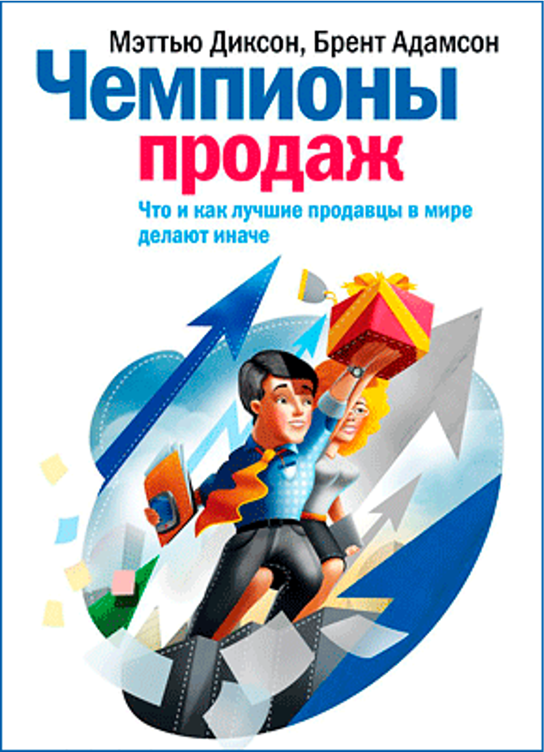 Мэттью Диксон, Брент Адамсон
Чемпионы
продаж
Что и как лучшие продавцы в мире
делают иначе